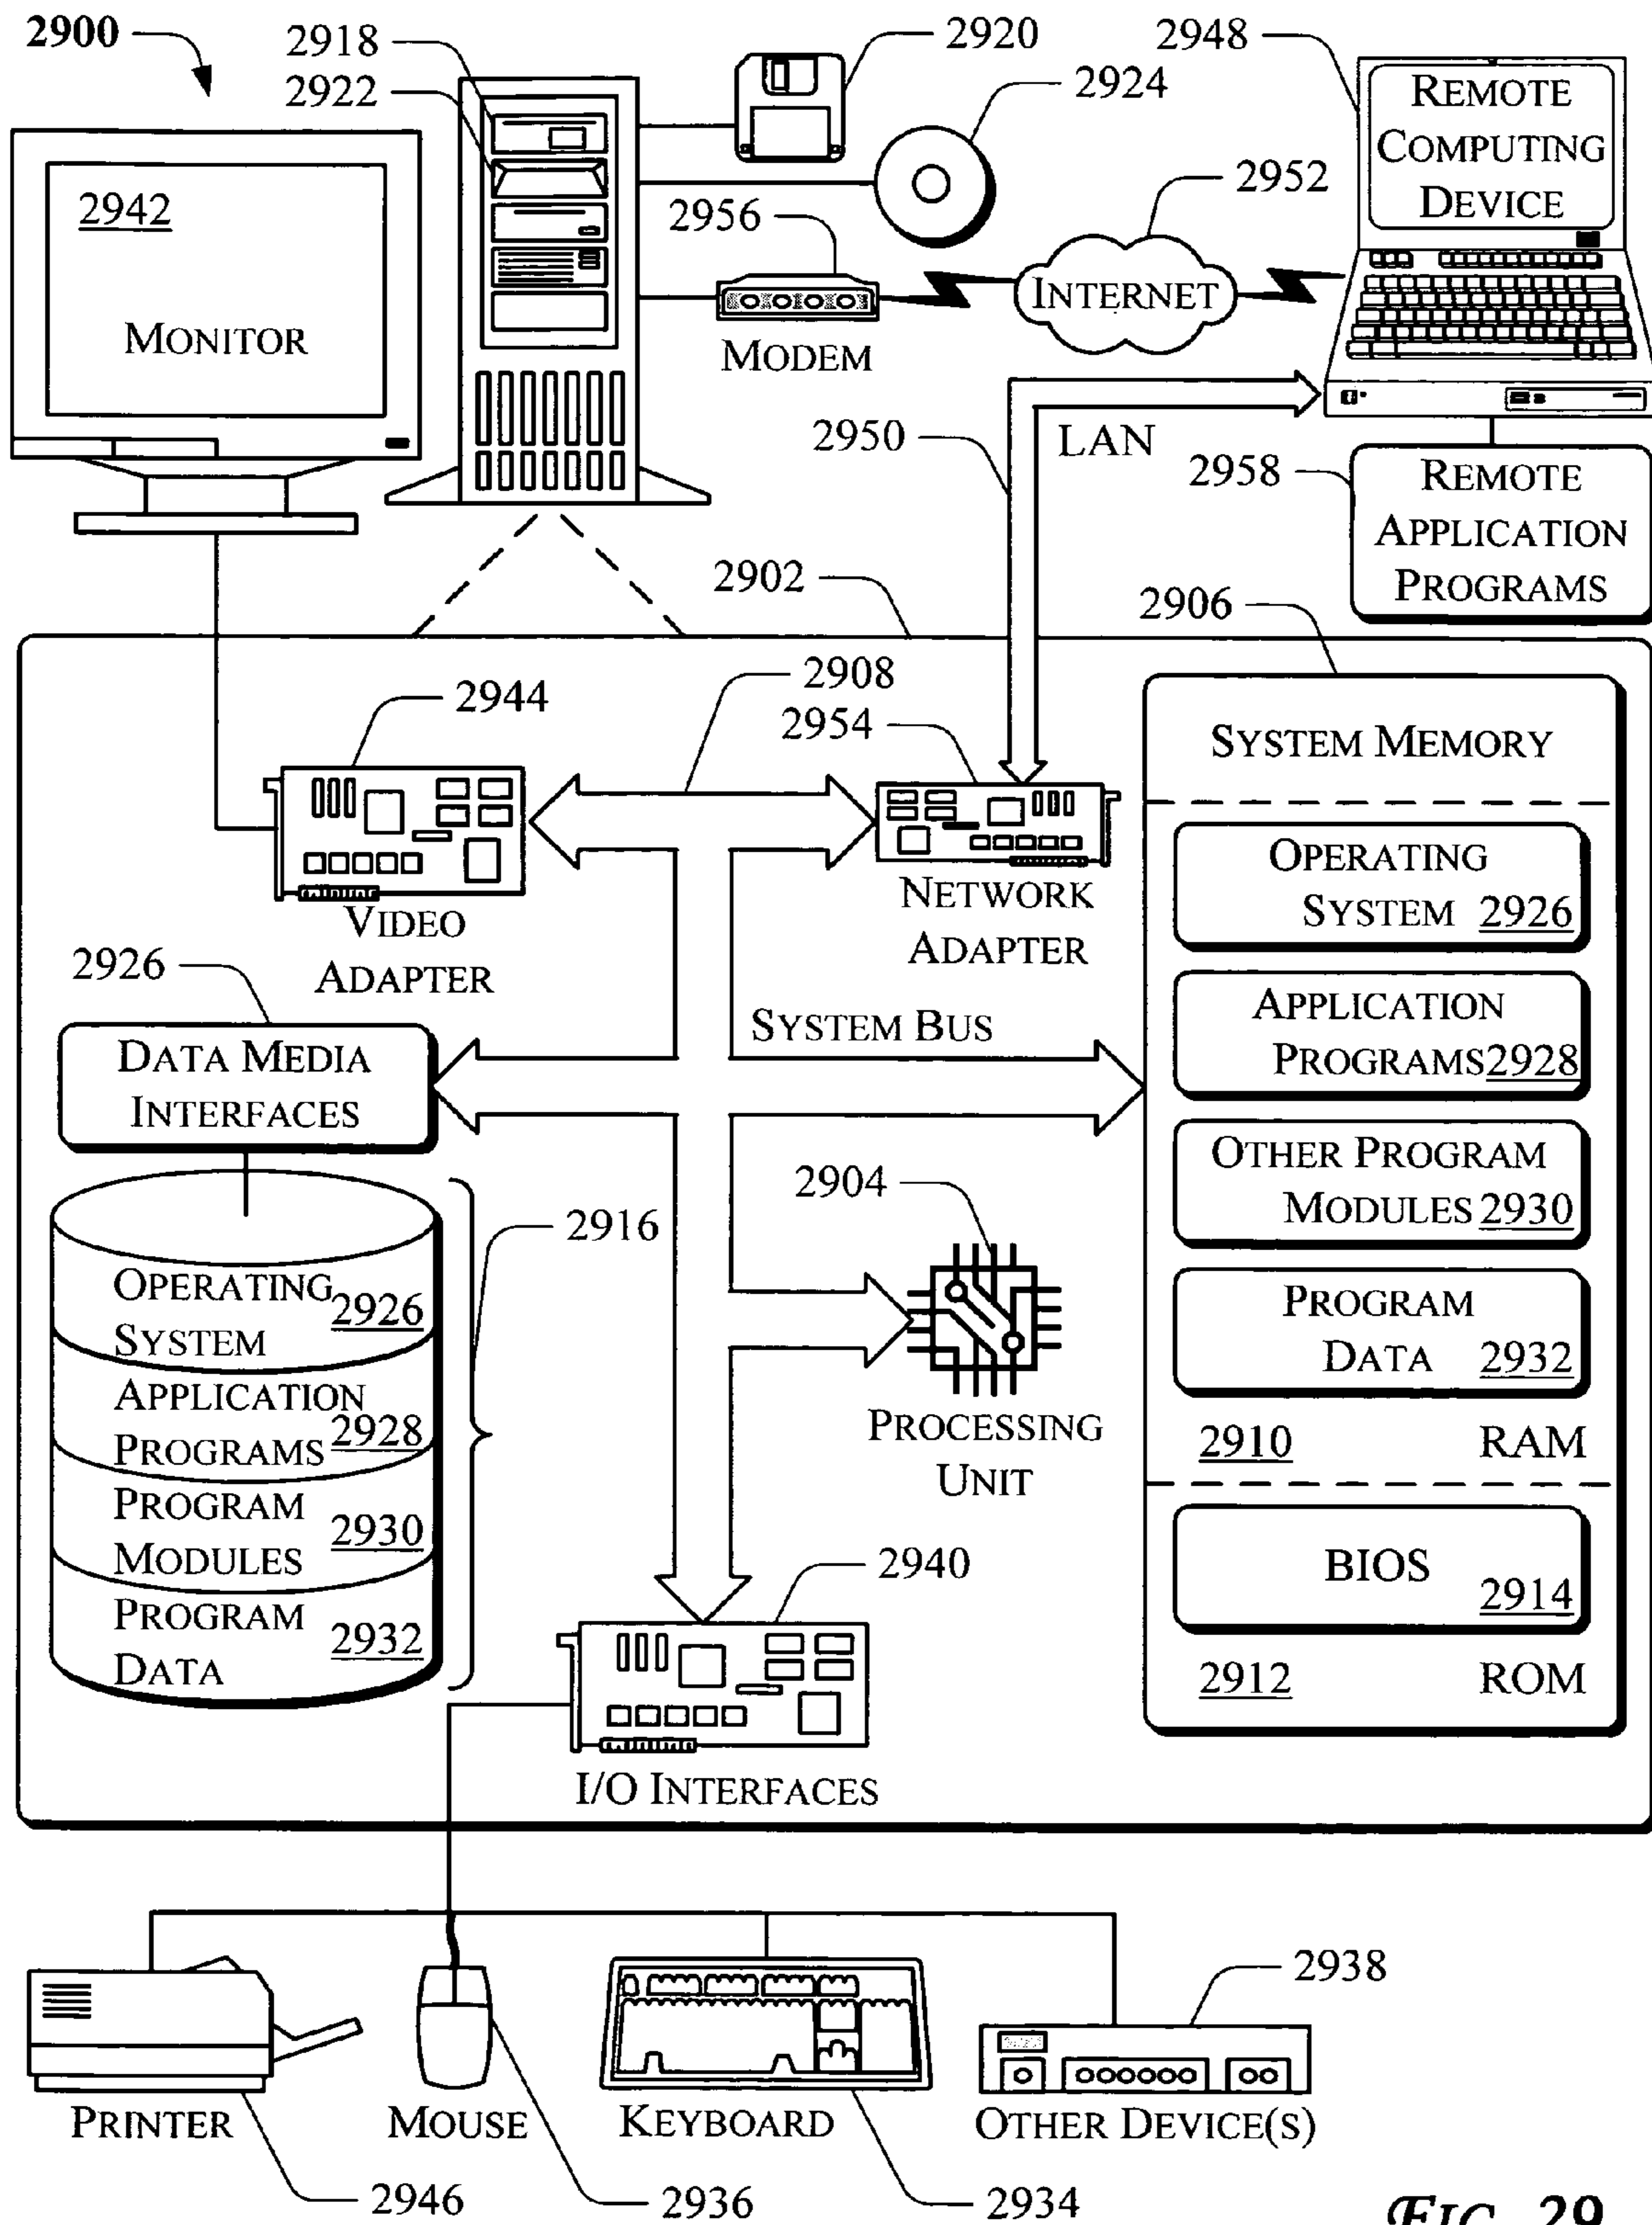 2900
2918
2922
2920
2924
2948
REMOTE
COMPUTING
DEVICE
2942
MONITOR
2956
MODEM
2952
INTERNET
2950
LAN
2958
REMOTE
APPLICATION
PROGRAMS
2902
2906
2908
2944
2954
VIDEO
ADAPTER
NETWORK
ADAPTER
SYSTEM MEMORY
OPERATING
SYSTEM 2926
APPLICATION
PROGRAMS 2928
OTHER PROGRAM
MODULES 2930
PROGRAM
DATA 2932
2910 RAM
BIOS
2914
2912 ROM
2926
DATA MEDIA
INTERFACES
SYSTEM BUS
2904
PROCESSING
UNIT
2916
OPERATING
SYSTEM 2926
APPLICATION
PROGRAMS 2928
PROGRAM
MODULES 2930
PROGRAM
DATA 2932
2940
I/O INTERFACES
2938
PRINTER
MOUSE
KEYBOARD
OTHER DEVICE(S)
2946
2936
2934
FIG. 29